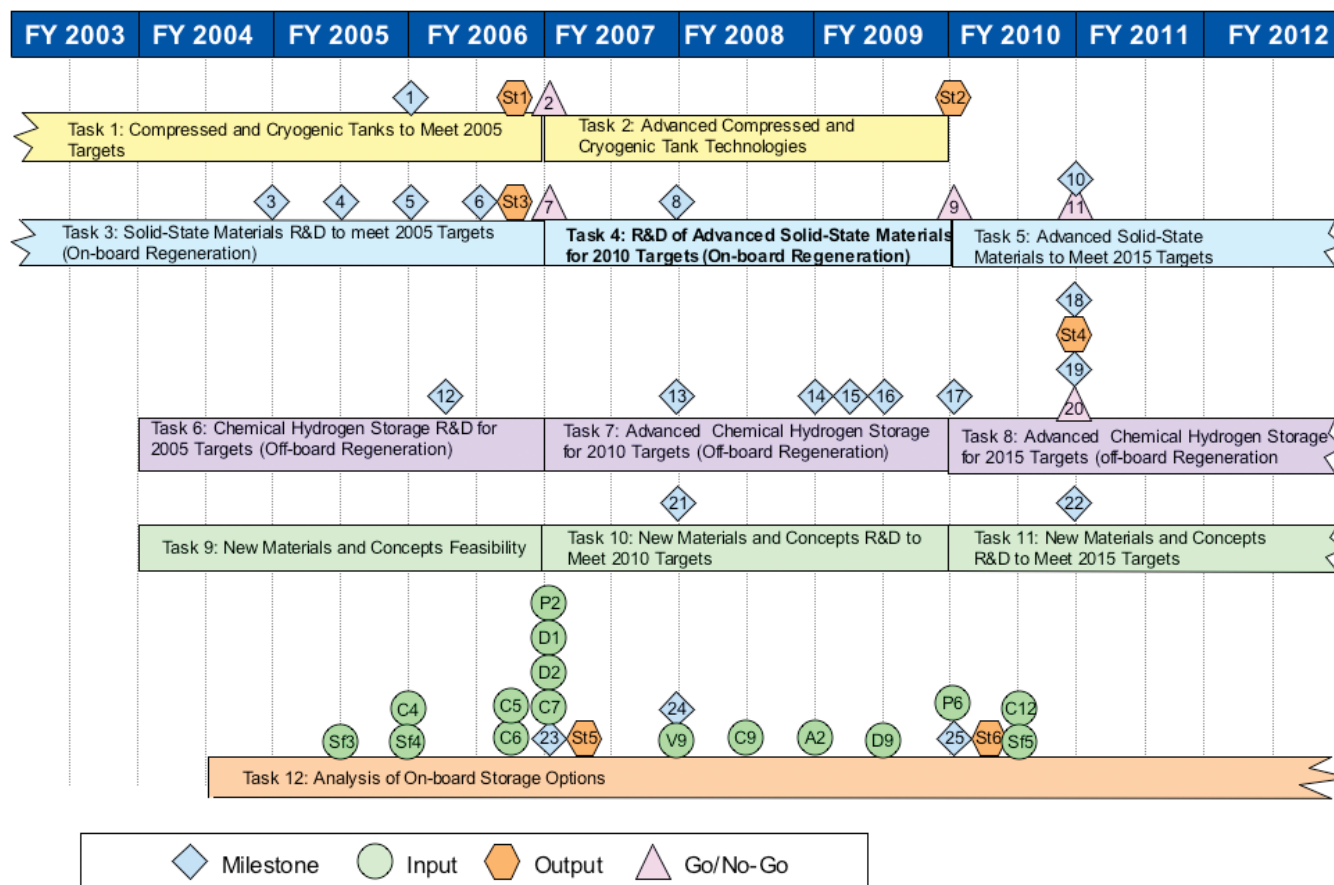 FY 2003 FY 2004 FY 2005 FY 2006 FY 2007 FY 2008 FY 2009 FY 2010 FY 2011 FY 2012
1 St1 2 St2
Task 1: Compressed and Cryogenic Tanks to Meet 2005
Targets
Task 2: Advanced Compressed and
Cryogenic Tank Technologies
10
3 4 5 6 St3 7 8 9 11
Task 3: Solid-State Materials R&D to meet 2005 Targets
(On-board Regeneration)
Task 4: R&D of Advanced Solid-State Materials
for 2010 Targets (On-board Regeneration)
Task 5: Advanced Solid-State
Materials to Meet 2015 Targets
18
St4
19
12 13 14 15 16 17 20
Task 6: Chemical Hydrogen Storage R&D for
2005 Targets (Off-board Regeneration)
Task 7: Advanced Chemical Hydrogen Storage
for 2010 Targets (Off-board Regeneration)
Task 8: Advanced Chemical Hydrogen Storage
for 2015 Targets (off-board Regeneration
21 22
Task 9: New Materials and Concepts Feasibility
Task 10: New Materials and Concepts R&D to
Meet 2010 Targets
Task 11: New Materials and Concepts
R&D to Meet 2015 Targets
P2
D1
D2
C4 C5 C7 24 P6 C12
Sf3 Sf4 C6 23 St5 V9 C9 A2 D9 25 St6 Sf5
Task 12: Analysis of On-board Storage Options
Milestone Input Output Go/No-Go